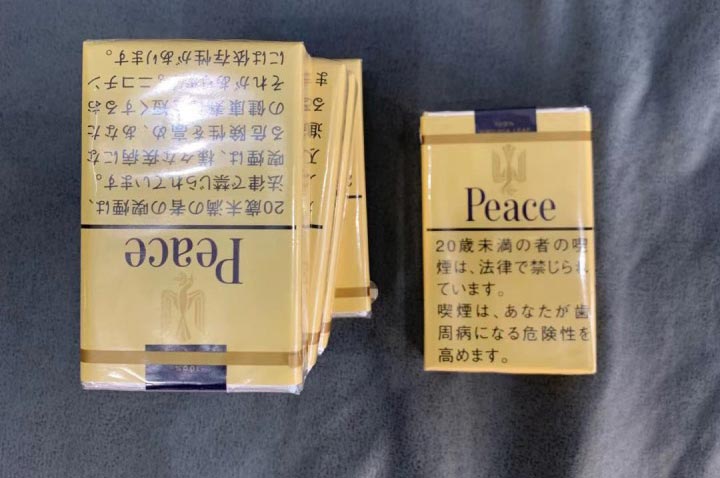 Peace
20歳未満の者の喫煙は、
法律で禁じられています。
喫煙は、様々な疾病にな
る危険性を高め、あなた
の健康寿命を短くするお
それがあります。ニコチン
には依存性があります。
100%
Peace
20歳未満の者の喫
煙は、法律で禁じられ
ています。
喫煙は、あなたが歯
周病になる危険性を
高めます。